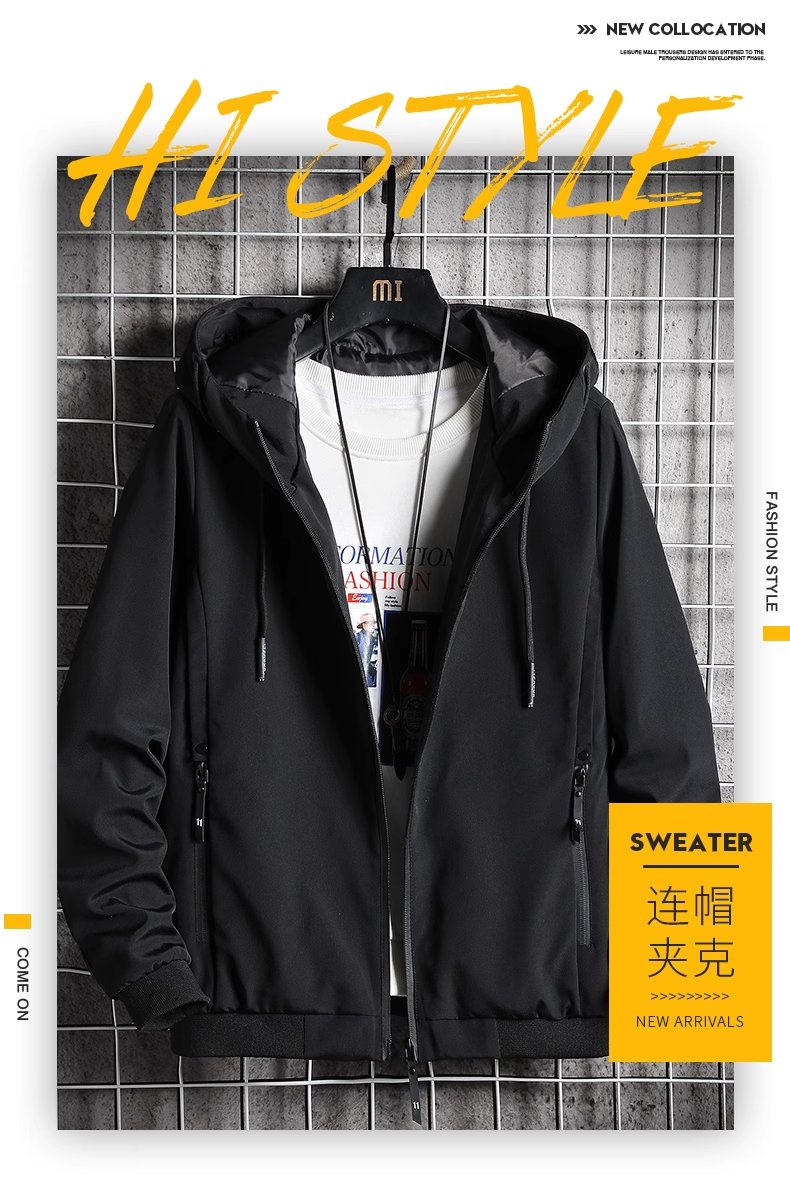 ››› NEW COLLOCATION
LEISURE MALE TROUSERS DESIGN HAS ENTERED TO THE
PERSONALIZATION DEVELOPMENT PHASE.
HI STYLE
MI
FORMATION
FASHION
Enjoy
FASHION STYLE
11
SWEATER
连帽
夹克
>>>>>>>>>
NEW ARRIVALS
COME ON
11